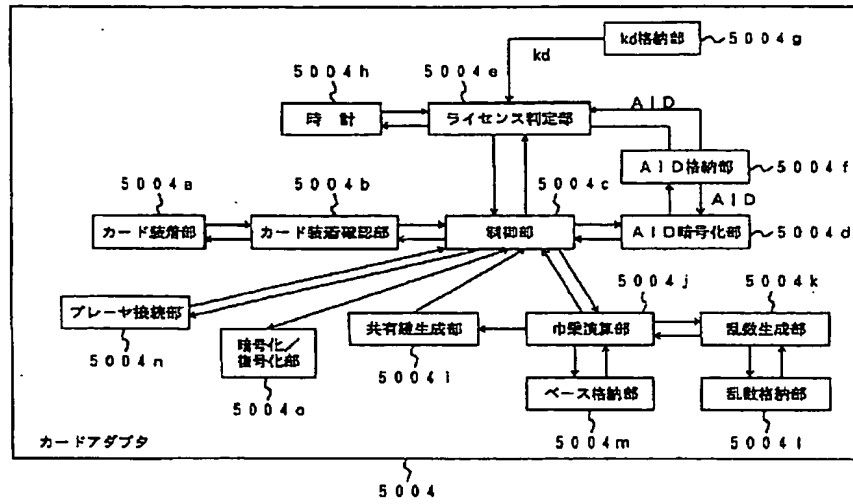 kd格納部
5004g
kd
5004h
5004e
時計
ライセンス判定部
AID
AID格納部
5004f
AID
5004a
5004b
5004c
カード装着部
カード装着確認部
制御部
AID暗号化部
5004d
5004j
5004k
プレーヤ接続部
5004n
暗号化/
復号化部
5004o
共有鍵生成部
5004i
巾乗演算部
乱数生成部
ベース格納部
5004m
乱数格納部
5004l
カードアダプタ
5004